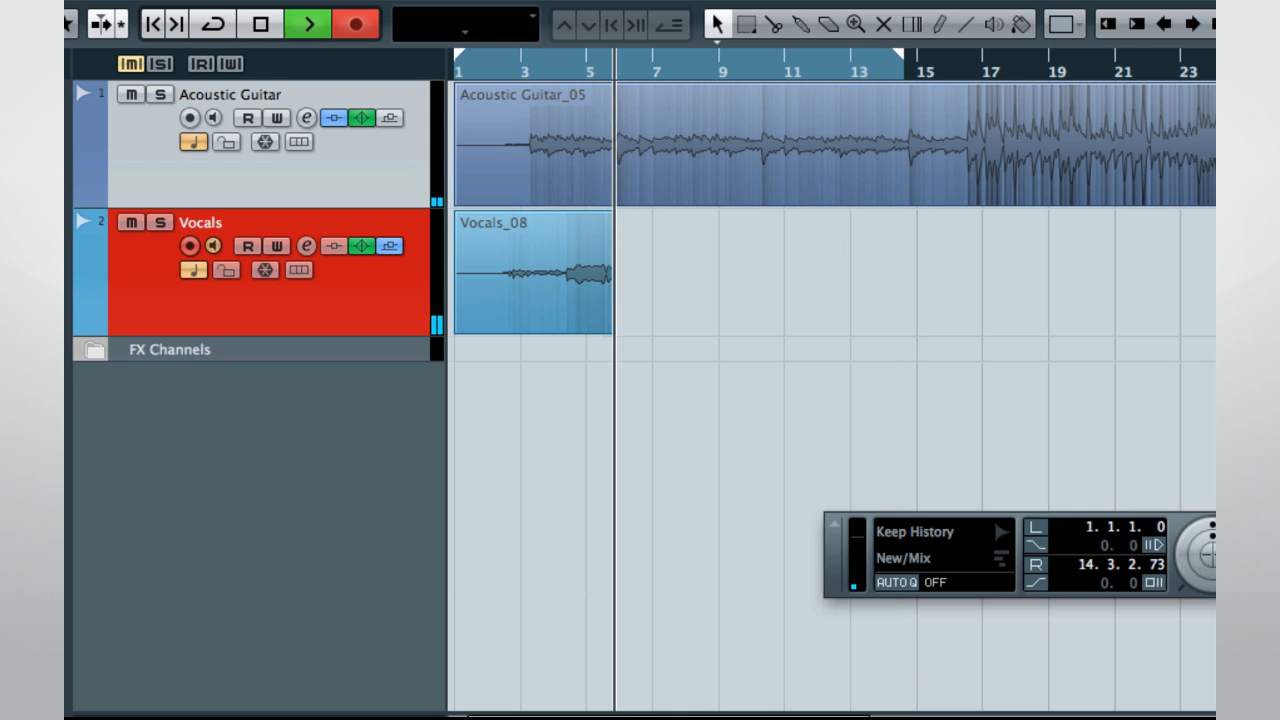 M S R W
1 3 5 7 9 11 13 15 17 19 21 23
1 m S Acoustic Guitar
R W e
Acoustic Guitar_05
2 m S Vocals
R W e
Vocals_08
FX Channels
Keep History
New/Mix
AUTO Q OFF
L 1. 1. 1. 0
0. 0
R 14. 3. 2. 73
0. 0